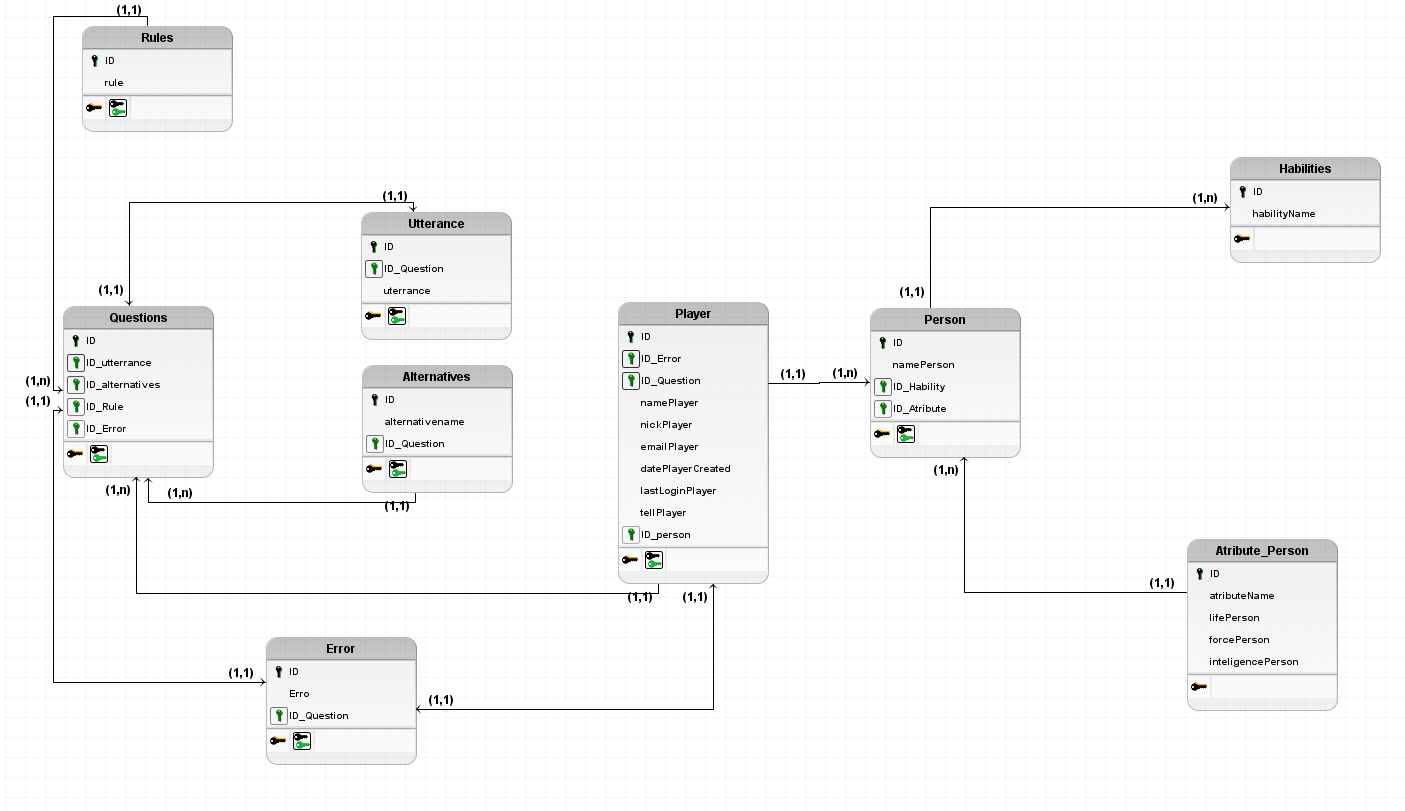 (1,1)
Rules
ID
rule
Habilities
ID
habilityName
(1,n)
(1,1)
(1,1)
Utterance
ID
ID_Question
uterrance
(1,1)
Questions
ID
ID_utterrance
ID_alternatives
ID_Rule
ID_Error
(1,n)
(1,1)
(1,n)
(1,n)
Alternatives
ID
alternativename
ID_Question
(1,1)
Player
ID
ID_Error
ID_Question
namePlayer
nickPlayer
emailPlayer
datePlayerCreated
lastLoginPlayer
tellPlayer
ID_person
(1,1)
(1,n)
(1,1)
(1,1)
Person
ID
namePerson
ID_Hability
ID_Atribute
(1,n)
(1,1)
Atribute_Person
ID
atributeName
lifePerson
forcePerson
inteligencePerson
Error
ID
Erro
ID_Question
(1,1)
(1,1)